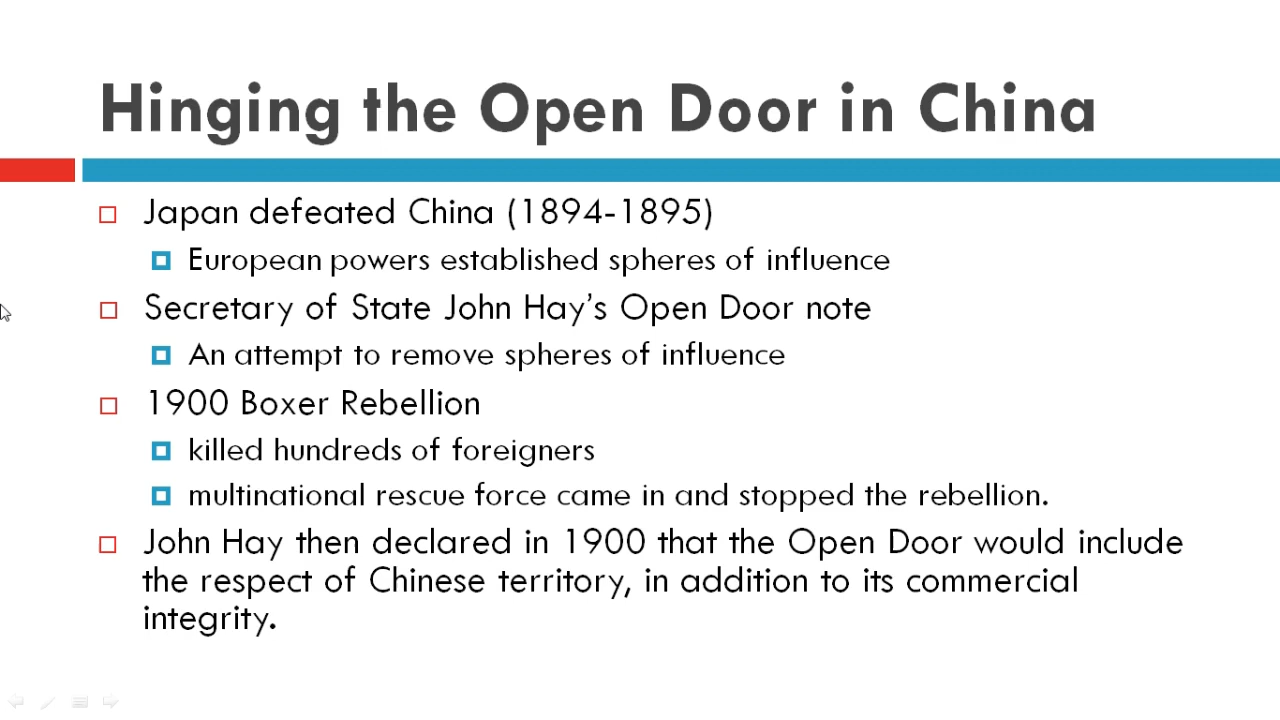 Hinging the Open Door in China
Japan defeated China (1894-1895)
European powers established spheres of influence
Secretary of State John Hay's Open Door note
An attempt to remove spheres of influence
1900 Boxer Rebellion
killed hundreds of foreigners
multinational rescue force came in and stopped the rebellion.
John Hay then declared in 1900 that the Open Door would include
the respect of Chinese territory, in addition to its commercial
integrity.